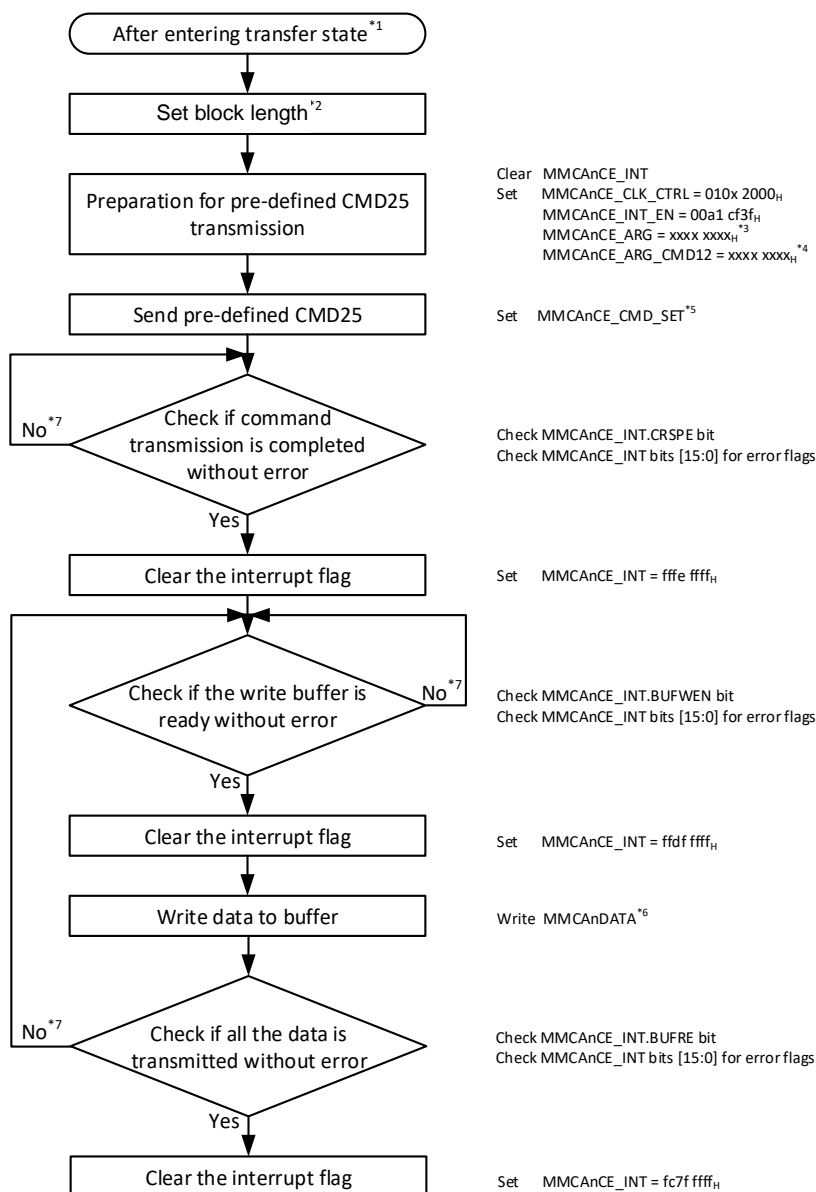 After entering transfer state*1
Set block length*2
Preparation for pre-defined CMD25
transmission
Clear MMCAnCE_INT
Set MMCAnCE_CLK_CTRL = 010x 2000H
MMCAnCE_INT_EN = 00a1 cf3fH
MMCAnCE_ARG = xxxx xxxxH*3
MMCAnCE_ARG_CMD12 = xxxx xxxxH*4
Send pre-defined CMD25
Set MMCAnCE_CMD_SET*5
No*7
Check if command
transmission is completed
without error
Check MMCAnCE_INT.CRSPE bit
Check MMCAnCE_INT bits [15:0] for error flags
Yes
Clear the interrupt flag
Set MMCAnCE_INT = fffe ffffH
Check if the write buffer is
ready without error
No*7
Check MMCAnCE_INT.BUFWEN bit
Check MMCAnCE_INT bits [15:0] for error flags
Yes
Clear the interrupt flag
Set MMCAnCE_INT = ffdf ffffH
Write data to buffer
Write MMCAnDATA*6
No*7
Check if all the data is
transmitted without error
Check MMCAnCE_INT.BUFRE bit
Check MMCAnCE_INT bits [15:0] for error flags
Yes
Clear the interrupt flag
Set MMCAnCE_INT = fc7f ffffH